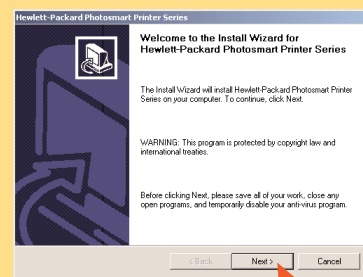 Hewlett-Packard Photosmart Printer Series
Welcome to the Install Wizard for
Hewlett-Packard Photosmart Printer Series
The Install Wizard will install Hewlett-Packard Photosmart Printer
Series on your computer. To continue, click Next.
WARNING: This program is protected by copyright law and
international treaties.
Before clicking Next, please save all of your work, close any
open programs, and temporarily disable your anti-virus program.
< Back
Next >
Cancel